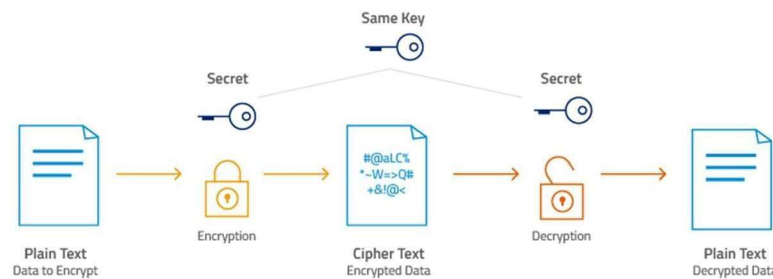 Same Key
Secret
Secret
#@aLC%
*~W=>Q#
+&!@<
Encryption
Decryption
Plain Text
Data to Encrypt
Cipher Text
Encrypted Data
Plain Text
Decrypted Data